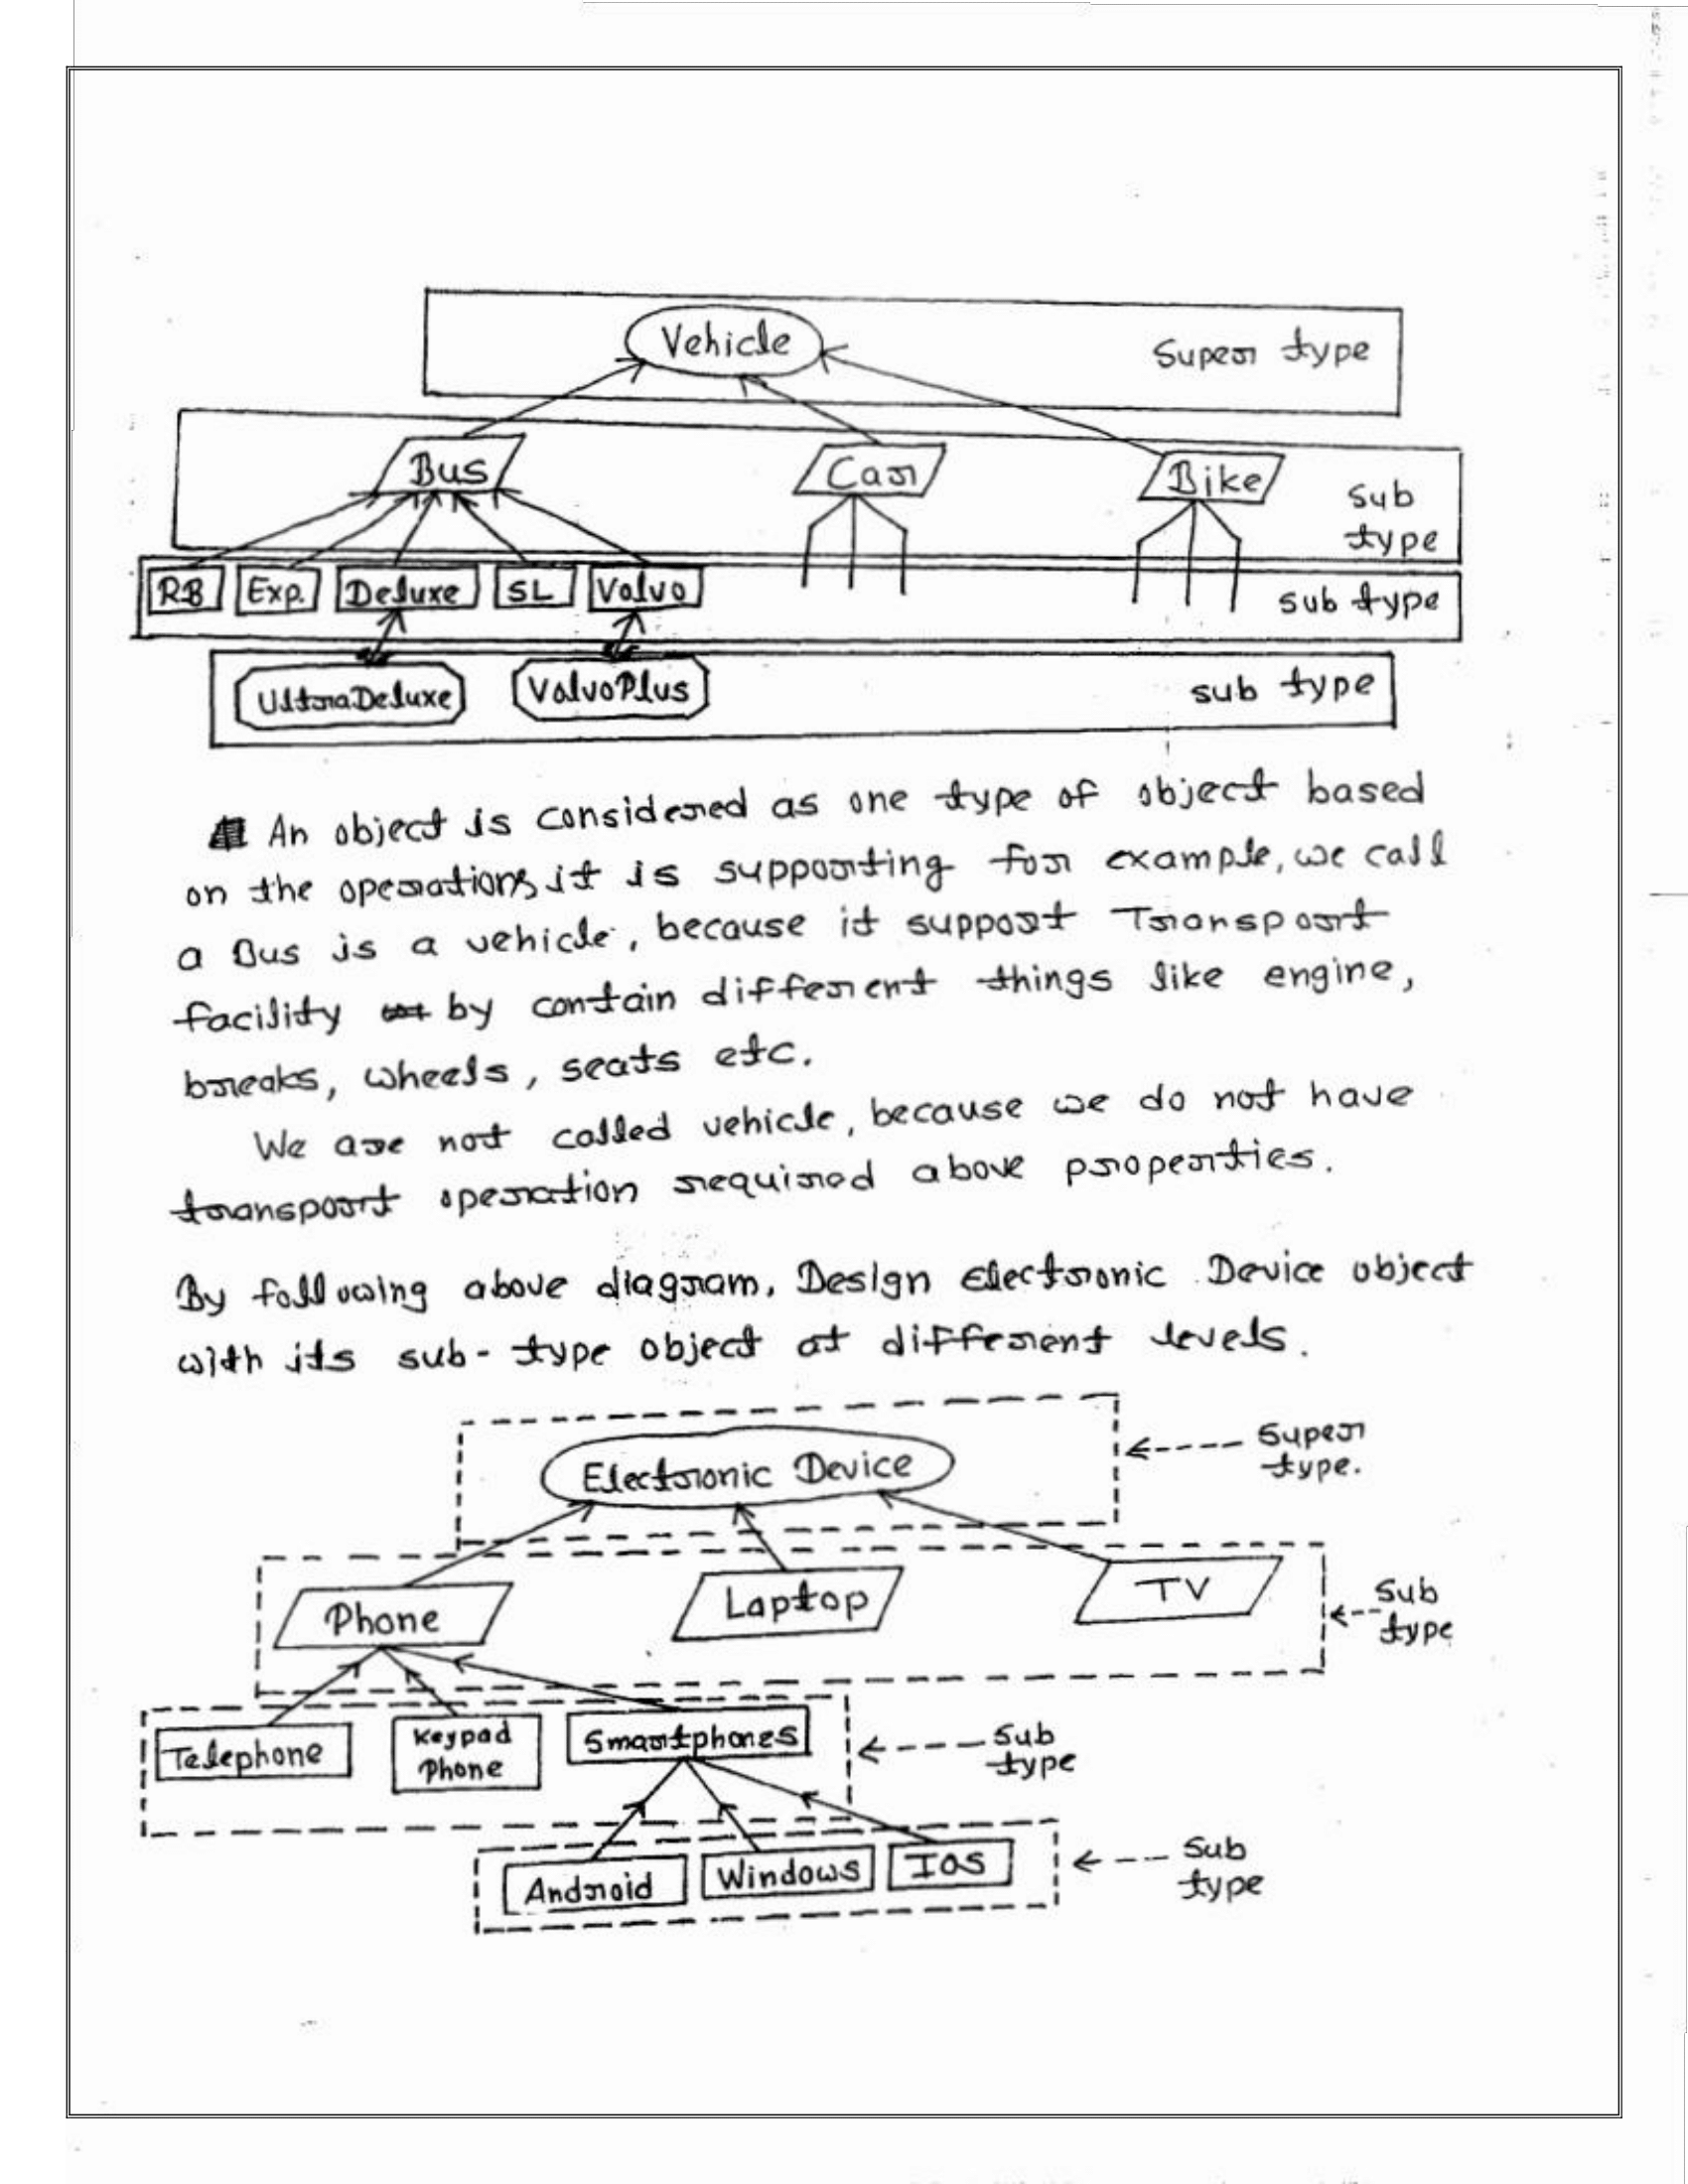 Vehicle
Super type
Bus
Car
Bike
Sub
type
RB
Exp.
Deluxe
SL
Volvo
sub type
UltraDeluxe
VolvoPlus
sub type
An object is considered as one type of object based
on the operations it is supporting for example, we call
a Bus is a vehicle, because it support Transport
facility by contain different things like engine,
breaks, wheels, seats etc.
We are not called vehicle, because we do not have
transport operation required above properties.
By following above diagram, Design Electronic Device object
with its sub-type object at different levels.
Electronic Device
Super
type.
Phone
Laptop
TV
Sub
type
Telephone
Keypad
Phone
Smartphones
Sub
type
Android
Windows
IOS
Sub
type